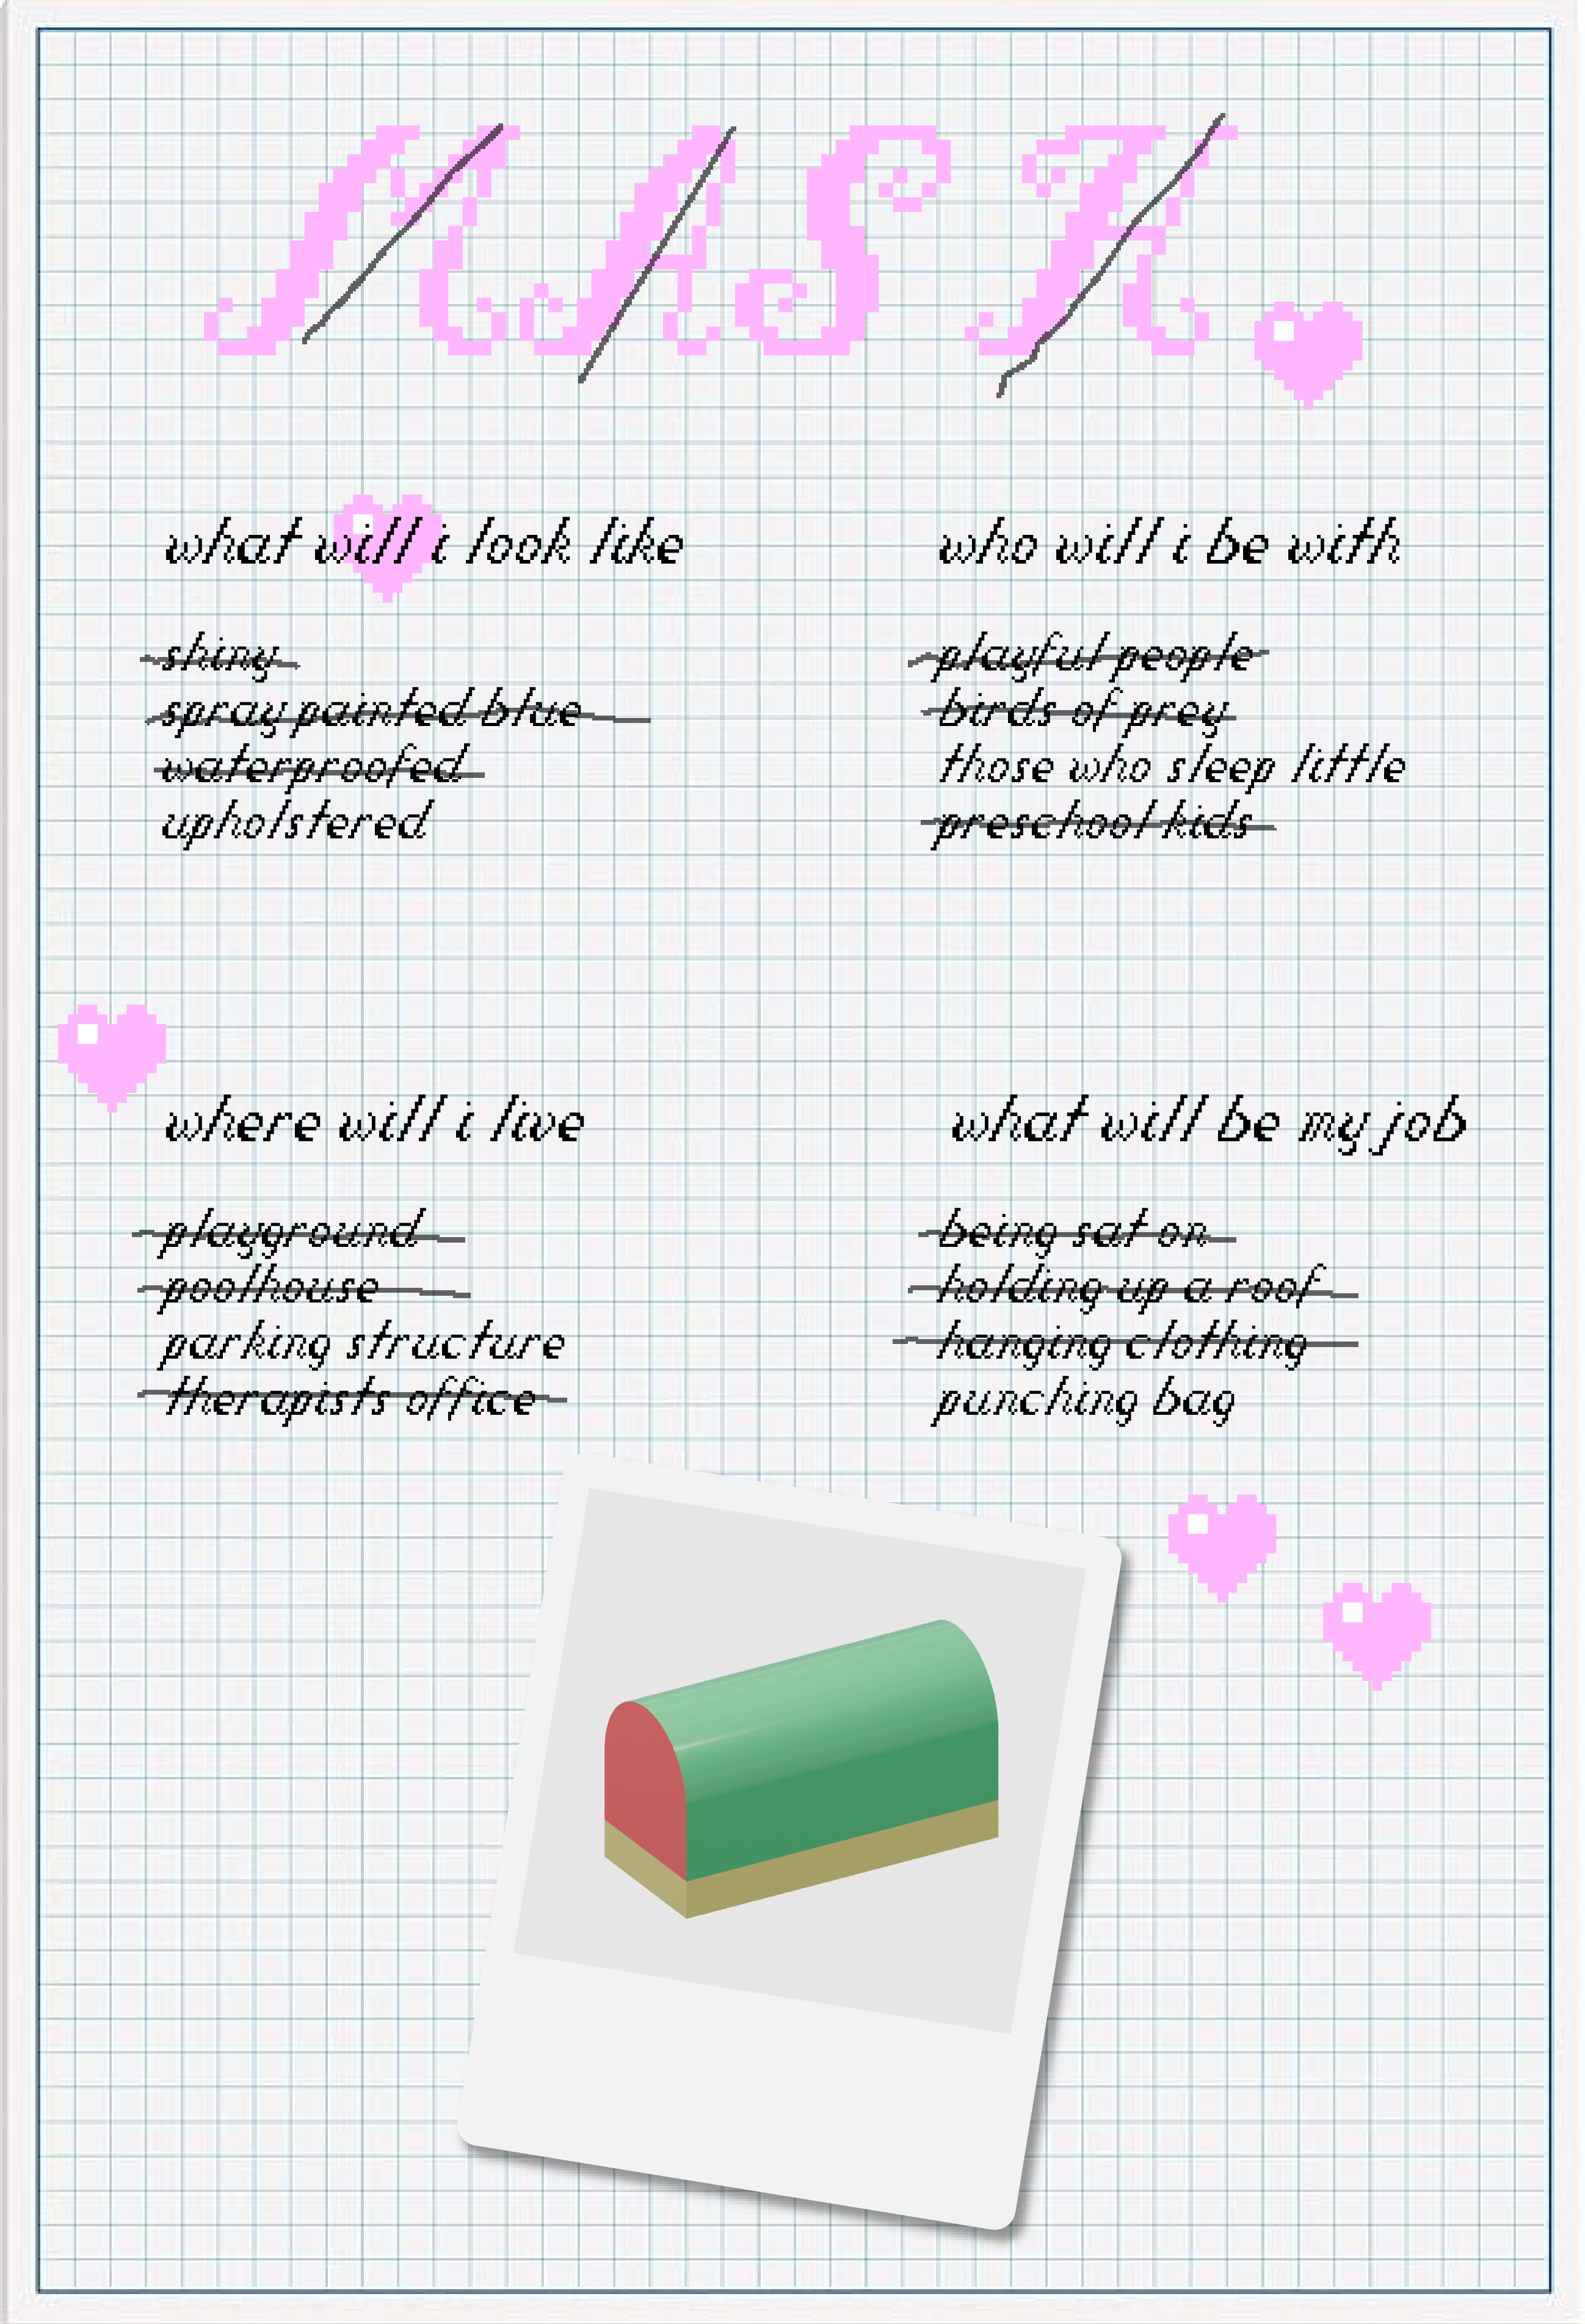 MASK
what will i look like
shiny
spray painted blue
waterproofed
upholstered
who will i be with
playful people
birds of prey
those who sleep little
preschool kids
where will i live
playground
poolhouse
parking structure
therapists office
what will be my job
being sat on
holding up a roof
hanging clothing
punching bag